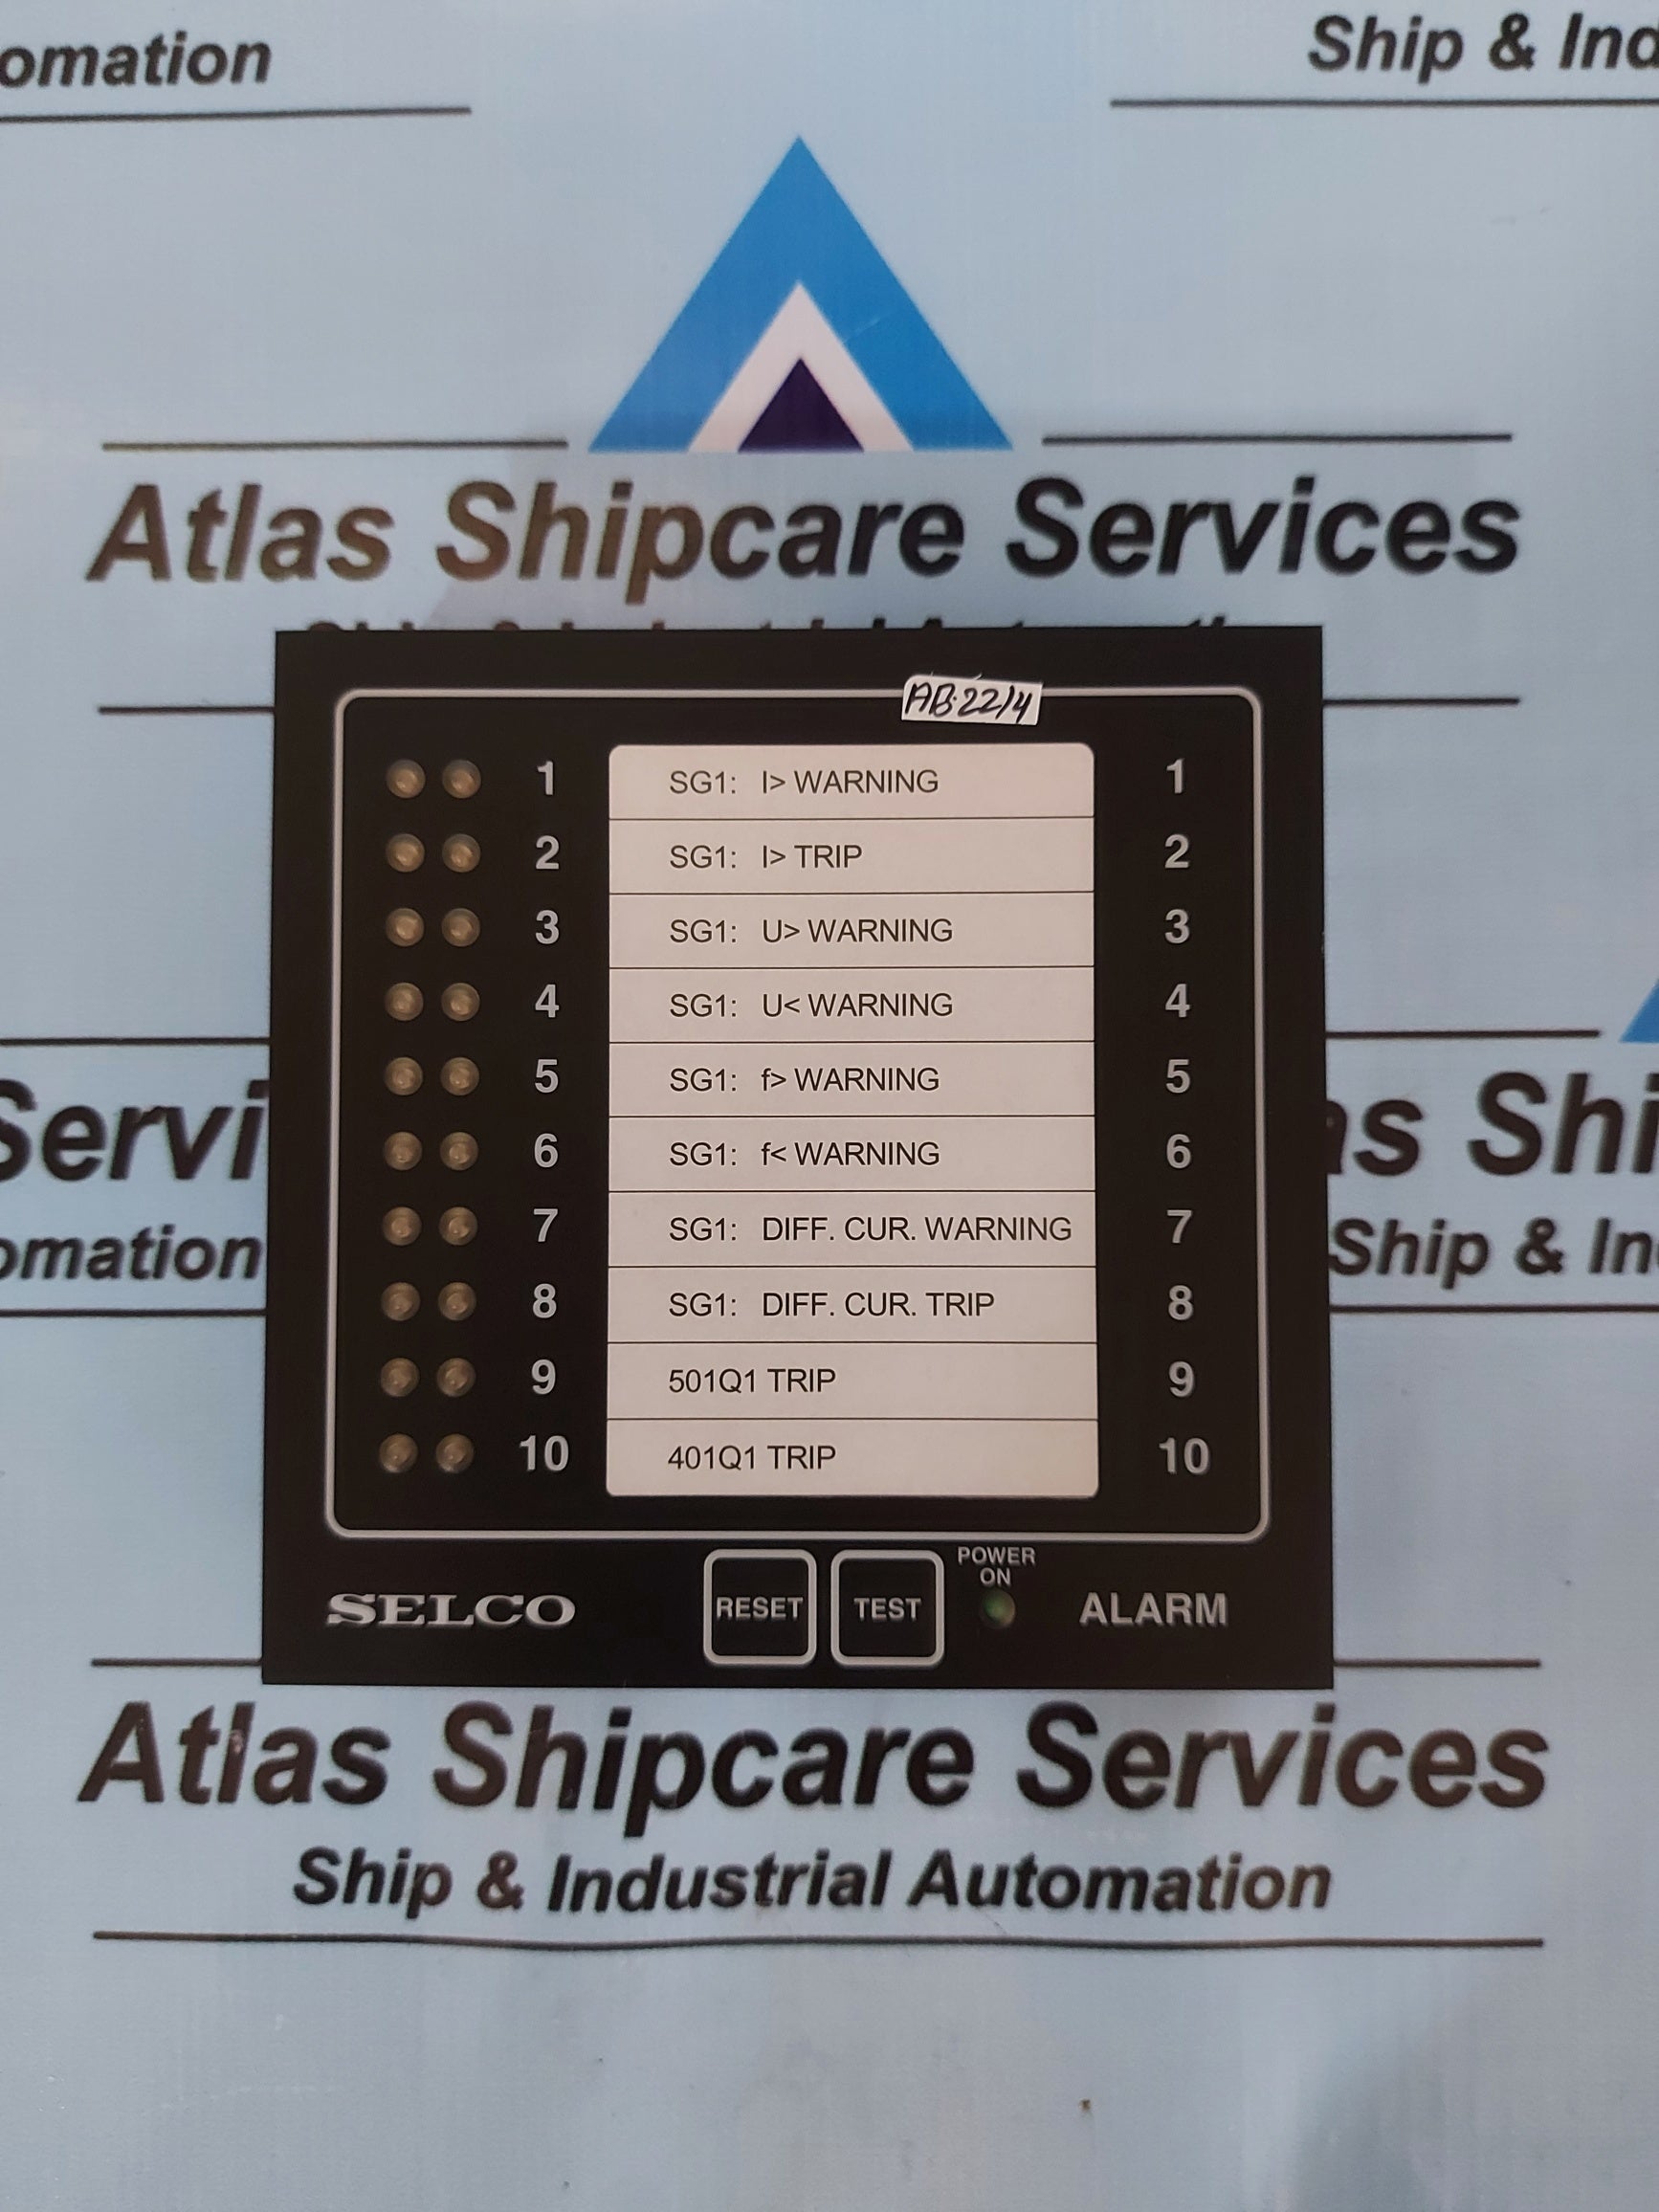 omation
Ship & Ind
Atlas Shipcare Services
AB:22/4
1 SG1: I> WARNING 1
2 SG1: I> TRIP 2
3 SG1: U> WARNING 3
4 SG1: U< WARNING 4
5 SG1: f> WARNING 5
6 SG1: f< WARNING 6
7 SG1: DIFF. CUR. WARNING 7
8 SG1: DIFF. CUR. TRIP 8
9 501Q1 TRIP 9
10 401Q1 TRIP 10
Servi
as Shi
omation
Ship & In
SELCO
RESET
TEST
POWER
ON
ALARM
Atlas Shipcare Services
Ship & Industrial Automation